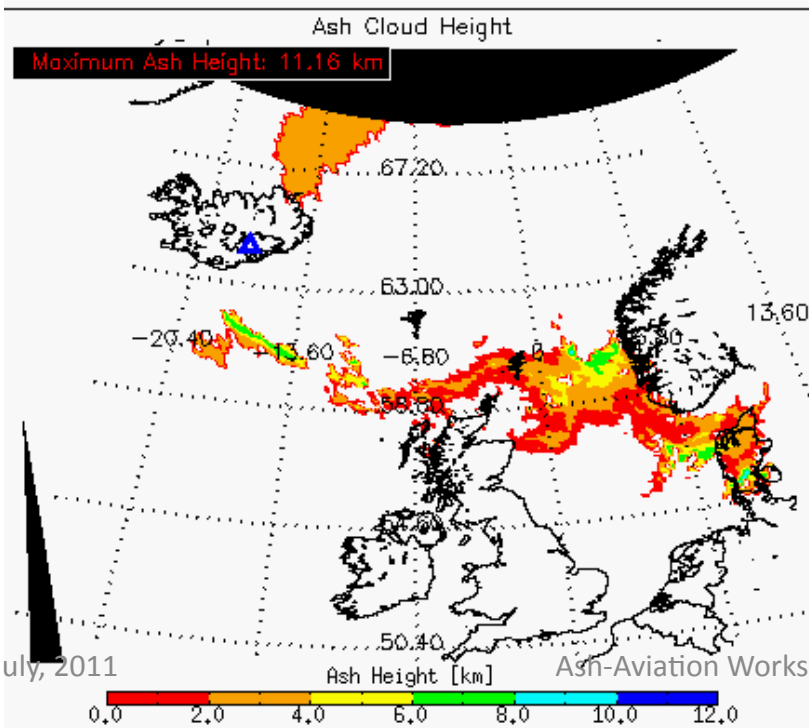 Ash Cloud Height
Maximum Ash Height: 11.16 km
67.20
63.00
13.60
-20.40 -13.60 -6.80 0 6.80
58.80
50.40
uly, 2011 Ash-Aviation Works
Ash Height [km]
0.0 2.0 4.0 6.0 8.0 10.0 12.0